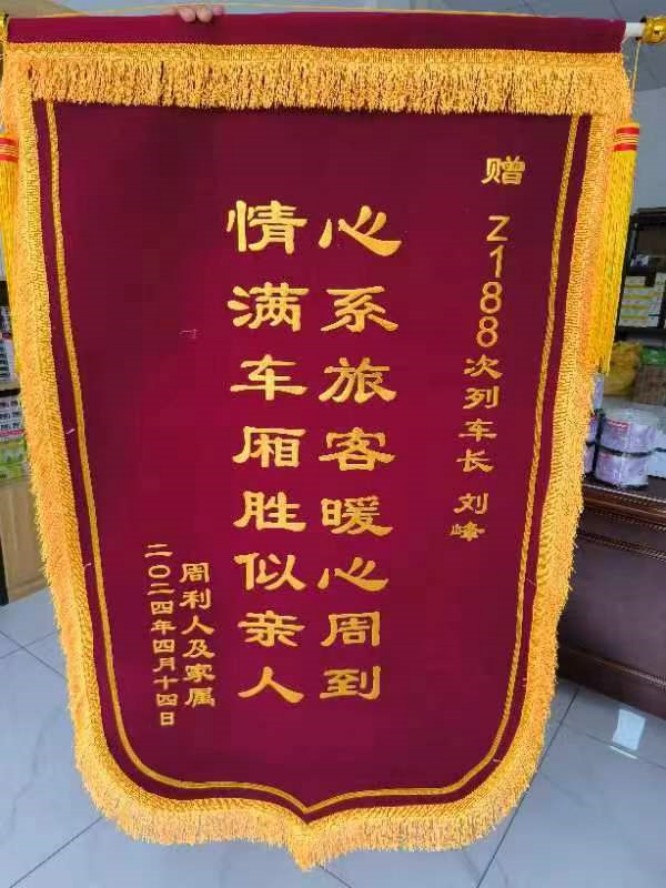 赠 Z188次列车长 刘峰
心系旅客暖心周到
情满车厢胜似亲人
周利人及家属
二〇二四年四月十四日